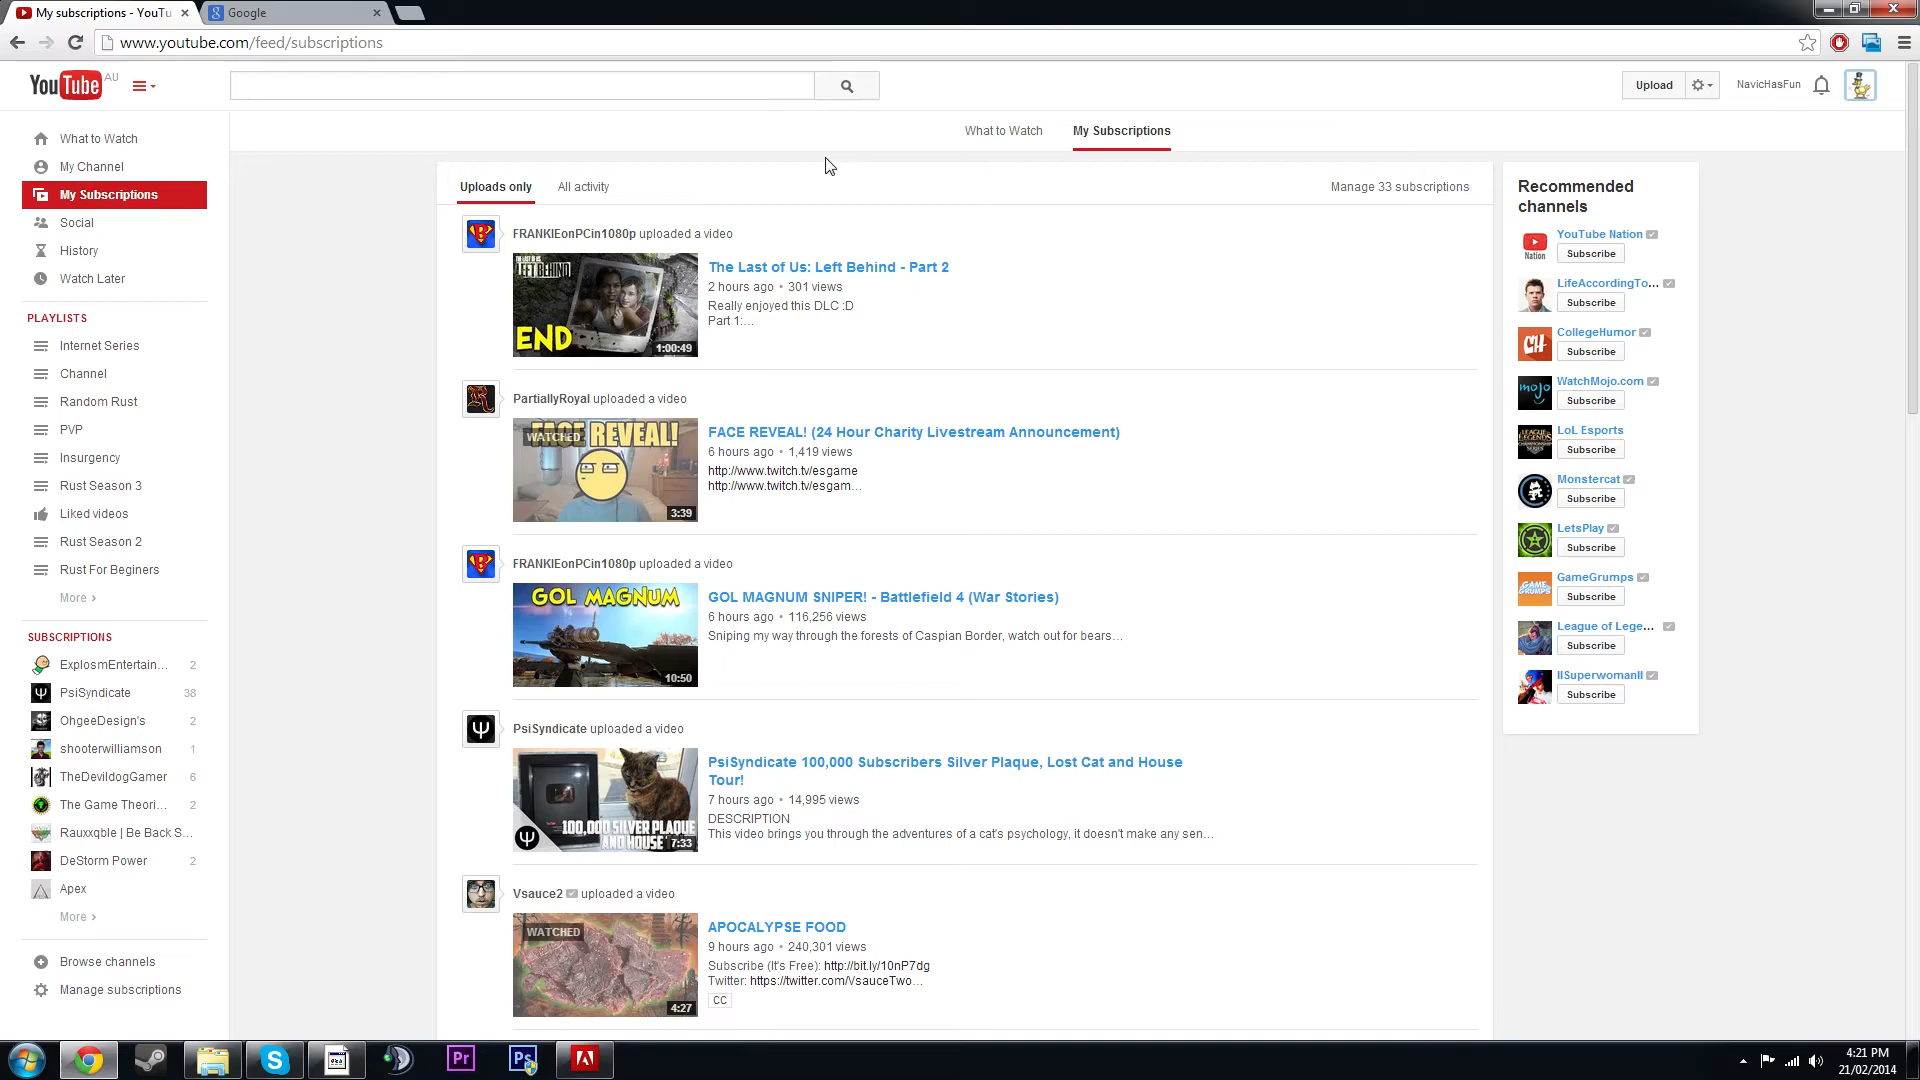 My subscriptions - YouTu
Google
www.youtube.com/feed/subscriptions
YouTube AU
Upload
NavicHasFun
What to Watch
My Subscriptions
What to Watch
My Channel
My Subscriptions
Social
History
Watch Later
PLAYLISTS
Internet Series
Channel
Random Rust
PVP
Insurgency
Rust Season 3
Liked videos
Rust Season 2
Rust For Beginers
More ›
SUBSCRIPTIONS
ExplosmEntertain... 2
PsiSyndicate 38
OhgeeDesign's 2
shooterwilliamson 1
TheDevildogGamer 6
The Game Theori... 2
Rauxxqble | Be Back S...
DeStorm Power 2
Apex
More ›
Browse channels
Manage subscriptions
Uploads only
All activity
Manage 33 subscriptions
FRANKIEonPCin1080p uploaded a video
THE LAST OF US
LEFT BEHIND
END
1:00:49
The Last of Us: Left Behind - Part 2
2 hours ago • 301 views
Really enjoyed this DLC :D
Part 1:...
PartiallyRoyal uploaded a video
WATCHED
FACE REVEAL!
3:39
FACE REVEAL! (24 Hour Charity Livestream Announcement)
6 hours ago • 1,419 views
http://www.twitch.tv/esgame
http://www.twitch.tv/esgam...
FRANKIEonPCin1080p uploaded a video
GOL MAGNUM
10:50
GOL MAGNUM SNIPER! - Battlefield 4 (War Stories)
6 hours ago • 116,256 views
Sniping my way through the forests of Caspian Border, watch out for bears...
PsiSyndicate uploaded a video
100,000 SILVER PLAQUE
AND HOUSE
7:33
PsiSyndicate 100,000 Subscribers Silver Plaque, Lost Cat and House
Tour!
7 hours ago • 14,995 views
DESCRIPTION
This video brings you through the adventures of a cat's psychology, it doesn't make any sen...
Vsauce2 uploaded a video
WATCHED
4:27
APOCALYPSE FOOD
9 hours ago • 240,301 views
Subscribe (It's Free): http://bit.ly/10nP7dg
Twitter: https://twitter.com/VsauceTwo...
CC
Recommended
channels
YouTube Nation
Nation
Subscribe
LifeAccordingTo...
Subscribe
CollegeHumor
CH
Subscribe
WatchMojo.com
mojo
Subscribe
LoL Esports
Subscribe
Monstercat
Subscribe
LetsPlay
Subscribe
GameGrumps
GAME
GRUMPS
Subscribe
League of Lege...
Subscribe
IISuperwomanII
Subscribe
Pr
Ps
4:21 PM
21/02/2014